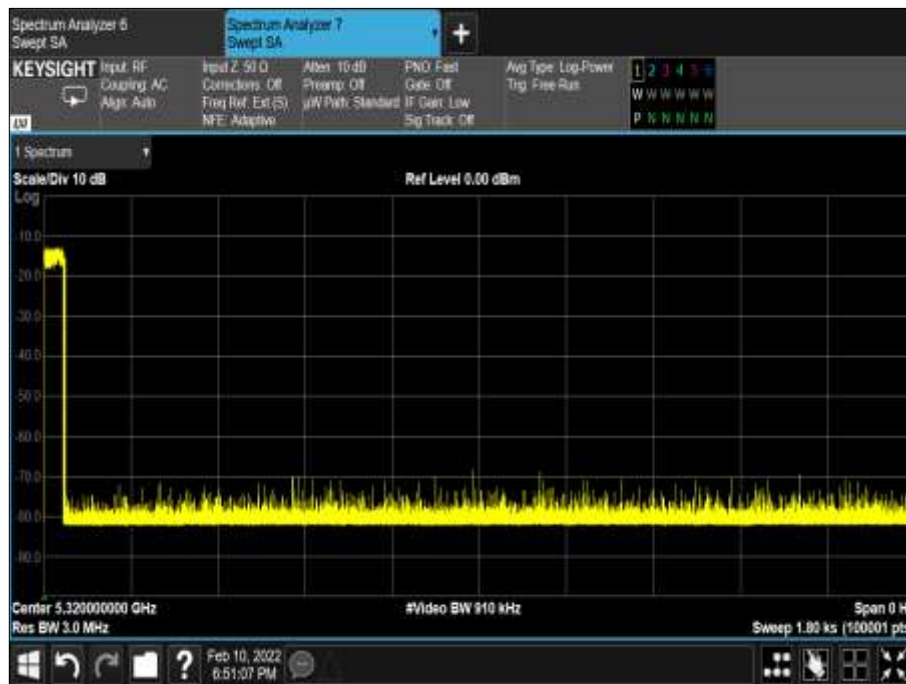 Spectrum Analyzer 6
Swept SA
Spectrum Analyzer 7
Swept SA
+
KEYSIGHT
Input: RF
Coupling: AC
Align: Auto
Input Z: 50 Ω
Corrections: Off
Freq Ref: Ext (S)
NFE: Adaptive
Atten: 10 dB
Preamp: Off
µW Path: Standard
PNO: Fast
Gate: Off
IF Gain: Low
Sig Track: Off
Avg Type: Log-Power
Trig: Free Run
1 2 3 4 5 6
W W W W W W
P N N N N N
LXI
1 Spectrum
Scale/Div 10 dB
Ref Level 0.00 dBm
Log
-10.0
-20.0
-30.0
-40.0
-50.0
-60.0
-70.0
-80.0
-90.0
Center 5.320000000 GHz
#Video BW 910 kHz
Span 0 H
Res BW 3.0 MHz
Sweep 1.80 ks (100001 pts
?
Feb 10, 2022
6:51:07 PM